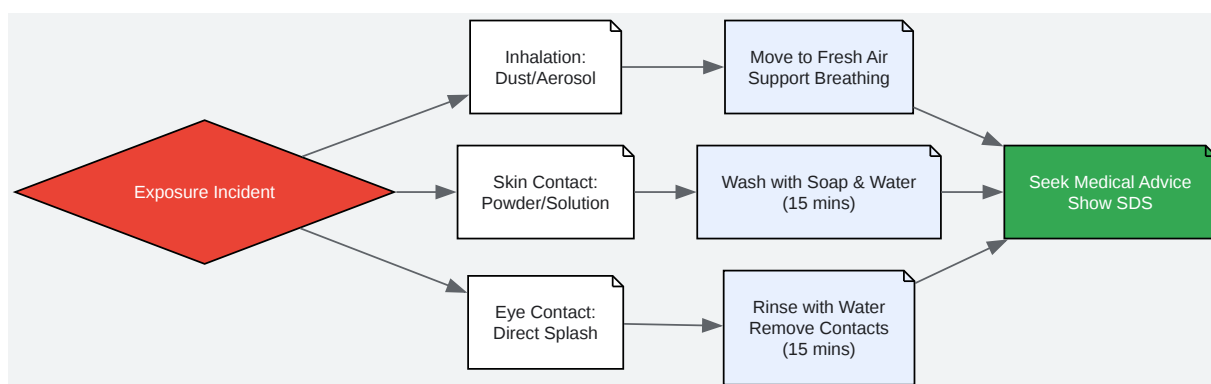 Inhalation:
Dust/Aerosol
Move to Fresh Air
Support Breathing
Exposure Incident
Skin Contact:
Powder/Solution
Wash with Soap & Water
(15 mins)
Seek Medical Advice
Show SDS
Eye Contact:
Direct Splash
Rinse with Water
Remove Contacts
(15 mins)